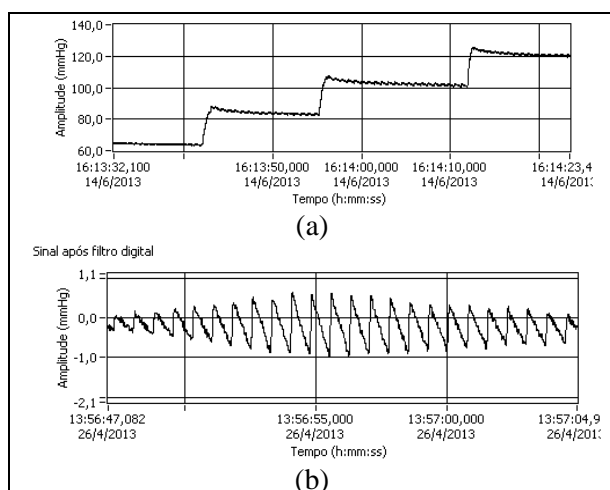 140,0
120,0
100,0
80,0
60,0
Amplitude (mmHg)
16:13:32,100 16:13:50,000 16:14:00,000 16:14:10,000 16:14:23,4
14/6/2013 14/6/2013 14/6/2013 14/6/2013 14/6/2013
Tempo (h:mm:ss)
(a)
Sinal após filtro digital
1,1
0,0
-1,0
-2,1
Amplitude (mmHg)
13:56:47,082 13:56:55,000 13:57:00,000 13:57:04,9
26/4/2013 26/4/2013 26/4/2013 26/4/2013
Tempo (h:mm:ss)
(b)